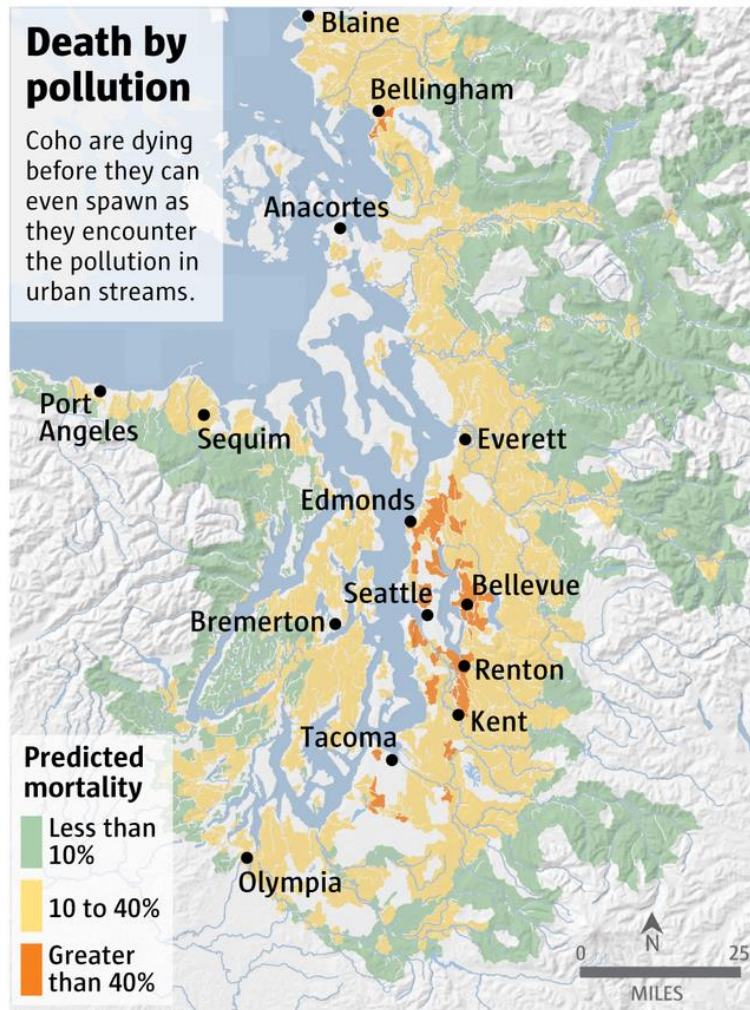 Death by
pollution
Coho are dying
before they can
even spawn as
they encounter
the pollution in
urban streams.
Blaine
Bellingham
Anacortes
Port
Angeles
Sequim
Everett
Edmonds
Seattle
Bellevue
Bremerton
Renton
Kent
Tacoma
Olympia
Predicted
mortality
Less than
10%
10 to 40%
Greater
than 40%
N
0 25
MILES